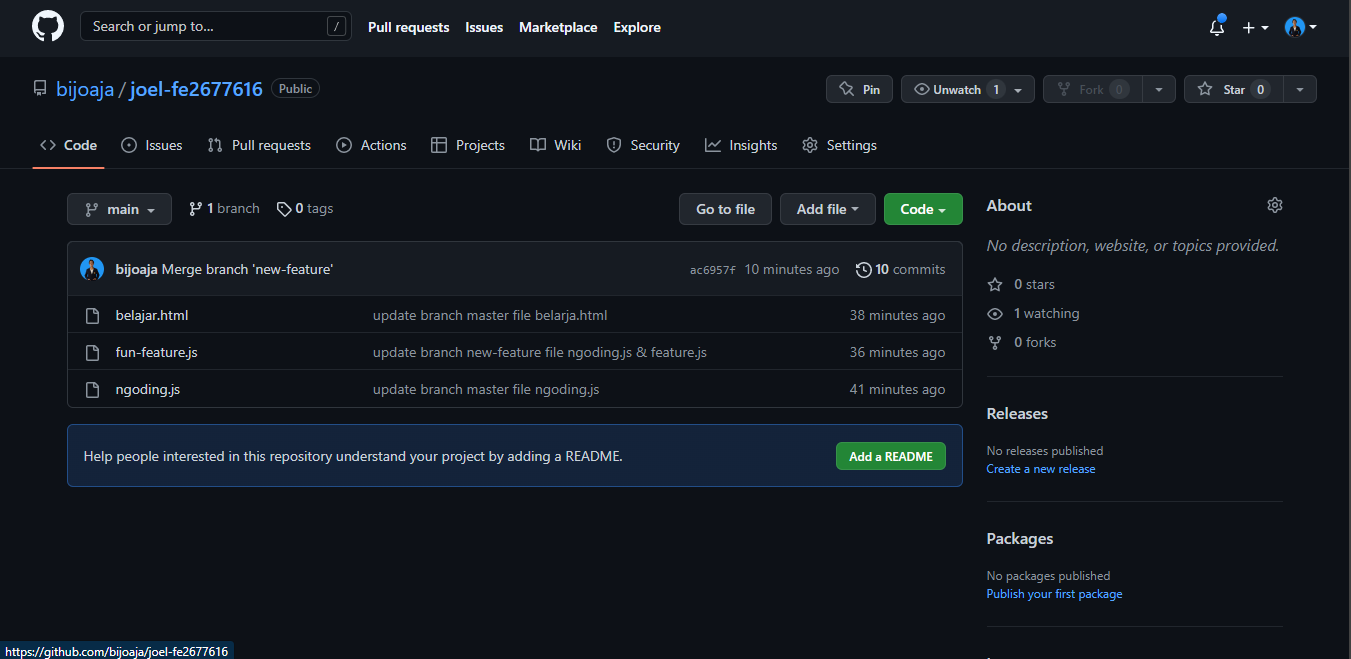 Search or jump to... /
Pull requests Issues Marketplace Explore
bijoaja / joel-fe2677616 Public
Pin Unwatch 1 Fork 0 Star 0
Code Issues Pull requests Actions Projects Wiki Security Insights Settings
main 1 branch 0 tags Go to file Add file Code
bijoaja Merge branch 'new-feature' ac6957f 10 minutes ago 10 commits
belajar.html update branch master file belarja.html 38 minutes ago
fun-feature.js update branch new-feature file ngoding.js & feature.js 36 minutes ago
ngoding.js update branch master file ngoding.js 41 minutes ago
Help people interested in this repository understand your project by adding a README. Add a README
About
No description, website, or topics provided.
0 stars
1 watching
0 forks
Releases
No releases published
Create a new release
Packages
No packages published
Publish your first package
https://github.com/bijoaja/joel-fe2677616